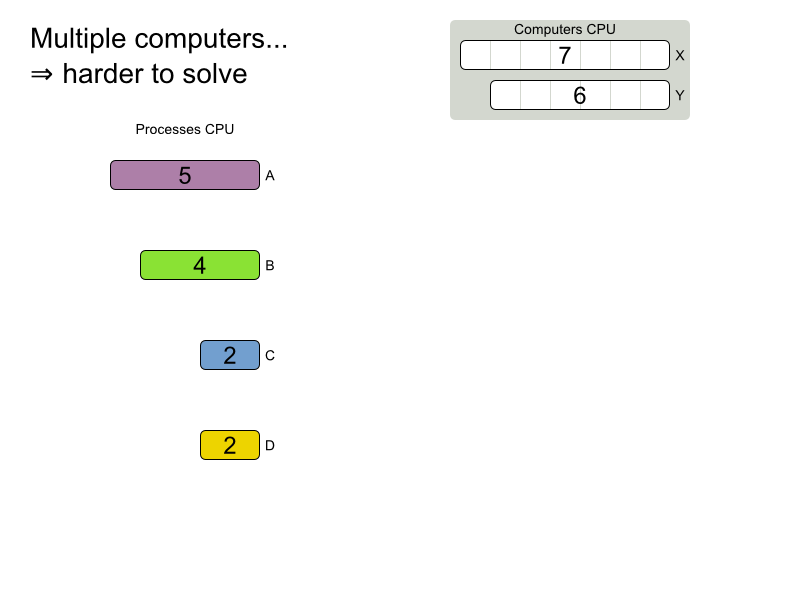 Multiple computers...
⇒ harder to solve
Computers CPU
7 X
6 Y
Processes CPU
5 A
4 B
2 C
2 D